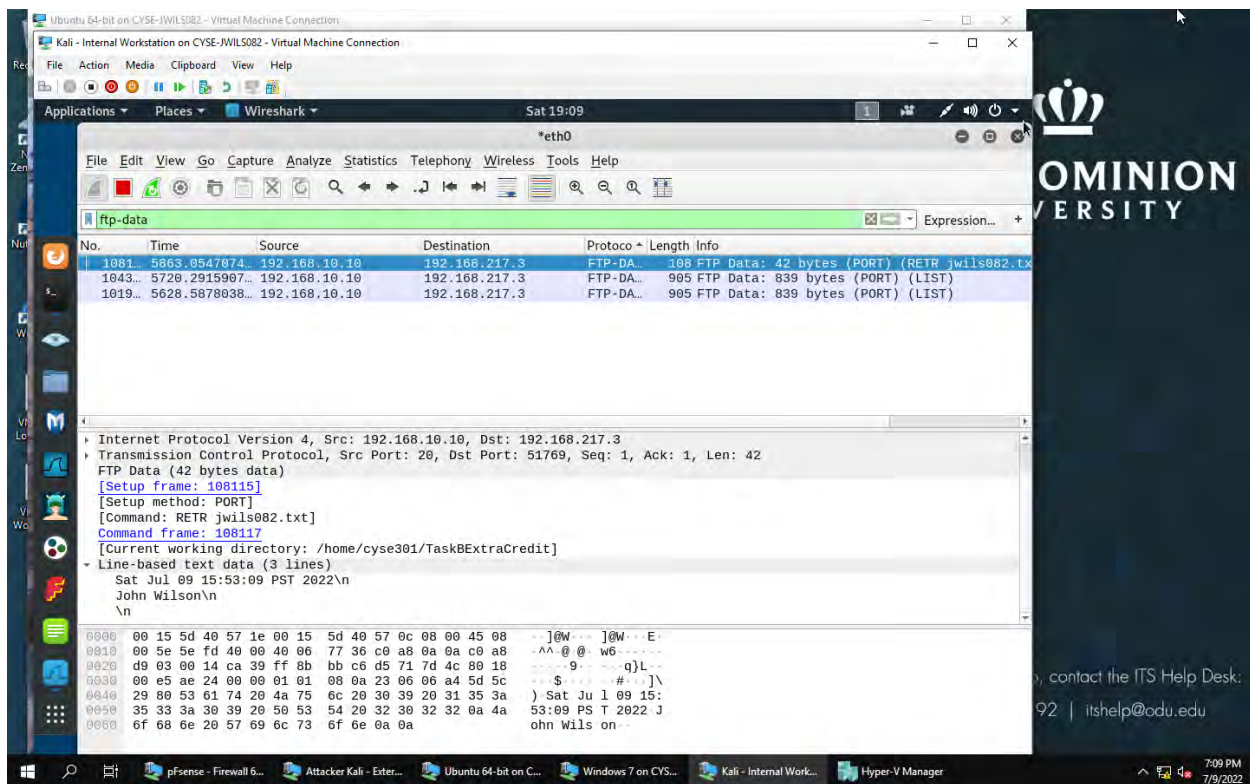 Ubuntu 64-bit on CYSE-JWILS082 - Virtual Machine Connection
Kali - Internal Workstation on CYSE-JWILS082 - Virtual Machine Connection
File Action Media Clipboard View Help
Applications Places Wireshark Sat 19:09 1
*eth0
File Edit View Go Capture Analyze Statistics Telephony Wireless Tools Help
ftp-data Expression... +
No. Time Source Destination Protoco Length Info
1081… 5863.0547074… 192.168.10.10 192.168.217.3 FTP-DA… 108 FTP Data: 42 bytes (PORT) (RETR jwils082.tx
1043… 5720.2915907… 192.168.10.10 192.168.217.3 FTP-DA… 905 FTP Data: 839 bytes (PORT) (LIST)
1019… 5628.5878038… 192.168.10.10 192.168.217.3 FTP-DA… 905 FTP Data: 839 bytes (PORT) (LIST)
Internet Protocol Version 4, Src: 192.168.10.10, Dst: 192.168.217.3
Transmission Control Protocol, Src Port: 20, Dst Port: 51769, Seq: 1, Ack: 1, Len: 42
FTP Data (42 bytes data)
[Setup frame: 108115]
[Setup method: PORT]
[Command: RETR jwils082.txt]
Command frame: 108117
[Current working directory: /home/cyse301/TaskBExtraCredit]
Line-based text data (3 lines)
Sat Jul 09 15:53:09 PST 2022\n
John Wilson\n
\n
0000 00 15 5d 40 57 1e 00 15 5d 40 57 0c 08 00 45 08 ··]@W··· ]@W···E·
0010 00 5e 5e fd 40 00 40 06 77 36 c0 a8 0a 0a c0 a8 ·^^·@·@· w6······
0020 d9 03 00 14 ca 39 ff 8b bb c6 d5 71 7d 4c 80 18 ·····9·· ···q}L··
0030 00 e5 ae 24 00 00 01 01 08 0a 23 06 06 a4 5d 5c ···$···· ··#···]\
0040 29 80 53 61 74 20 4a 75 6c 20 30 39 20 31 35 3a )·Sat Ju l 09 15:
0050 35 33 3a 30 39 20 50 53 54 20 32 30 32 32 0a 4a 53:09 PS T 2022·J
0060 6f 68 6e 20 57 69 6c 73 6f 6e 0a 0a ohn Wils on··
OMINION
VERSITY
, contact the ITS Help Desk:
92 | itshelp@odu.edu
pFsense - Firewall 6... Attacker Kali - Exter... Ubuntu 64-bit on C... Windows 7 on CYS... Kali - Internal Work... Hyper-V Manager
7:09 PM
7/9/2022